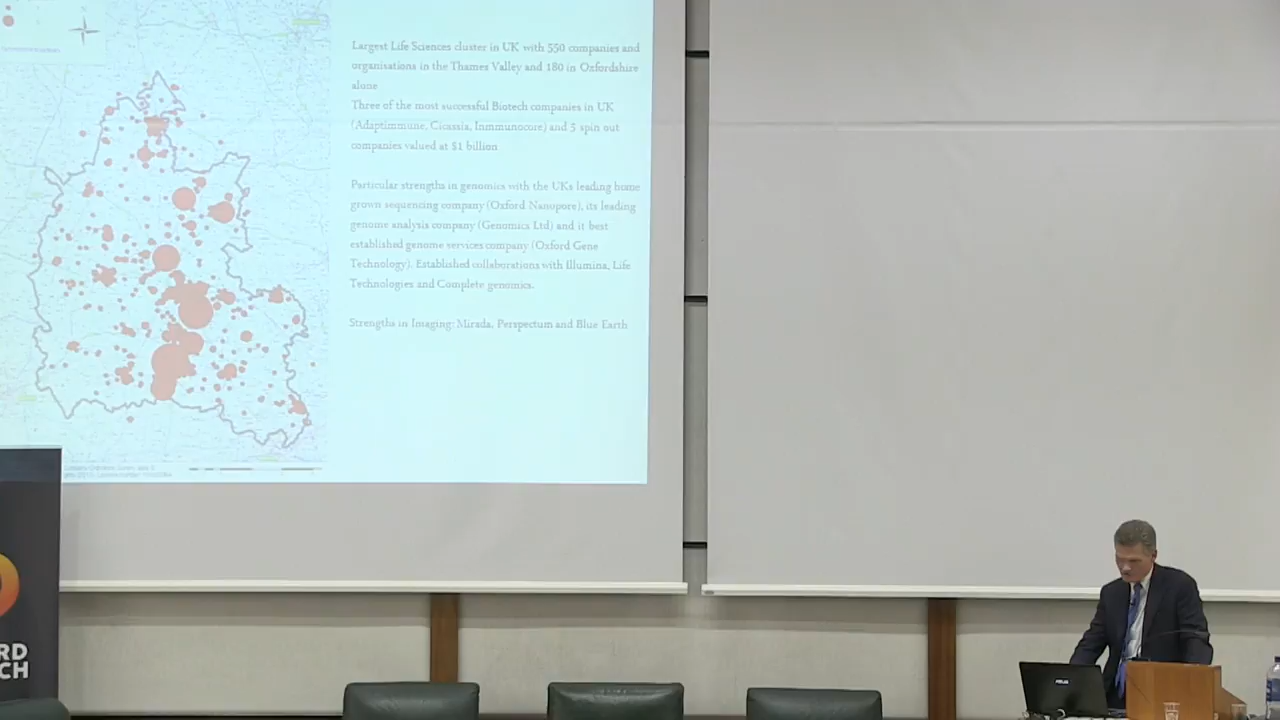 Largest Life Sciences cluster in UK with 550 companies and
organisations in the Thames Valley and 180 in Oxfordshire
alone
Three of the most successful Biotech companies in UK
(Adaptimmune, Cicassia, Immunocore) and 5 spin out
companies valued at $1 billion
Particular strengths in genomics with the UKs leading home
grown sequencing company (Oxford Nanopore), its leading
genome analysis company (Genomics Ltd) and it best
established genome services company (Oxford Gene
Technology). Established collaborations with Illumina, Life
Technologies and Complete genomics.
Strengths in Imaging: Mirada, Perspectum and Blue Earth
RD
CH
ASUS